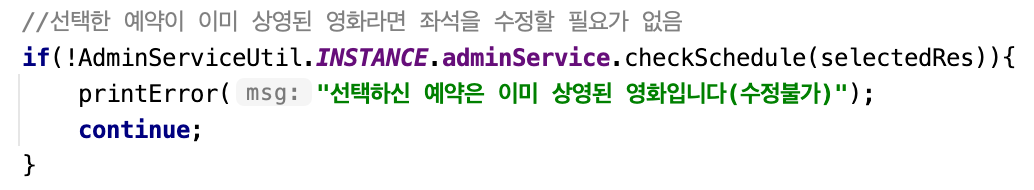 //선택한 예약이 이미 상영된 영화라면 좌석을 수정할 필요가 없음
if(!AdminServiceUtil.INSTANCE.adminService.checkSchedule(selectedRes)){
printError( msg: "선택하신 예약은 이미 상영된 영화입니다(수정불가)");
continue;
}